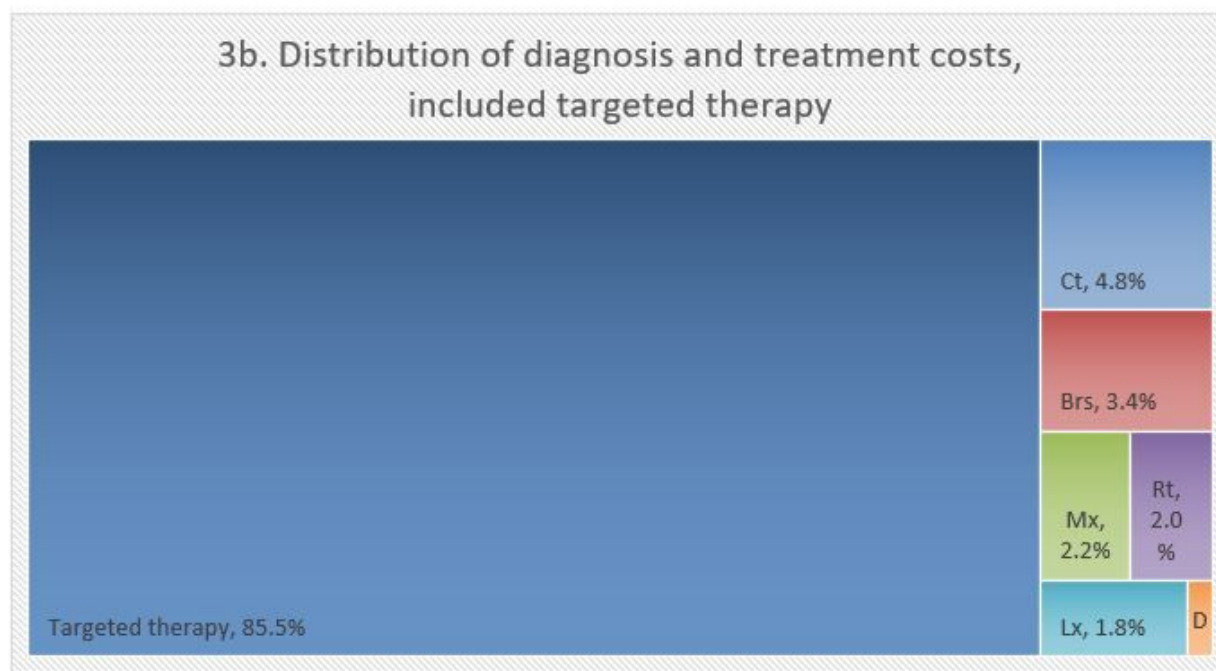 3b. Distribution of diagnosis and treatment costs,
included targeted therapy
Targeted therapy, 85.5%
Ct, 4.8%
Brs, 3.4%
Mx,
2.2%
Rt,
2.0
%
Lx, 1.8%
D